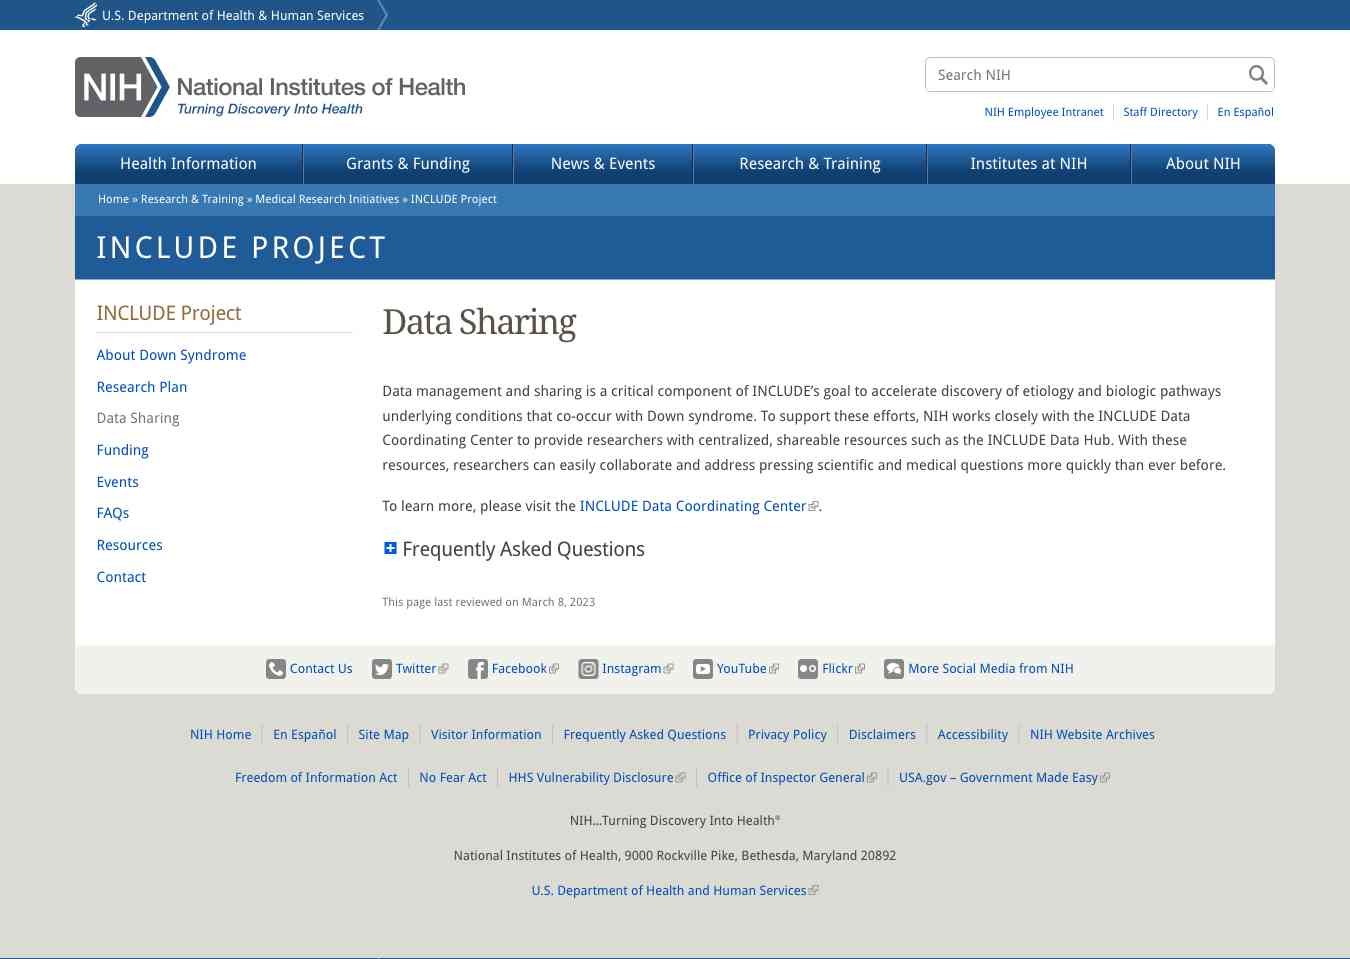 U.S. Department of Health & Human Services
NIH National Institutes of Health
Turning Discovery Into Health
Search NIH
NIH Employee Intranet Staff Directory En Español
Health Information Grants & Funding News & Events Research & Training Institutes at NIH About NIH
Home » Research & Training » Medical Research Initiatives » INCLUDE Project
INCLUDE PROJECT
INCLUDE Project
About Down Syndrome
Research Plan
Data Sharing
Funding
Events
FAQs
Resources
Contact
Data Sharing
Data management and sharing is a critical component of INCLUDE’s goal to accelerate discovery of etiology and biologic pathways
underlying conditions that co-occur with Down syndrome. To support these efforts, NIH works closely with the INCLUDE Data
Coordinating Center to provide researchers with centralized, shareable resources such as the INCLUDE Data Hub. With these
resources, researchers can easily collaborate and address pressing scientific and medical questions more quickly than ever before.
To learn more, please visit the INCLUDE Data Coordinating Center.
Frequently Asked Questions
This page last reviewed on March 8, 2023
Contact Us Twitter Facebook Instagram YouTube Flickr More Social Media from NIH
NIH Home En Español Site Map Visitor Information Frequently Asked Questions Privacy Policy Disclaimers Accessibility NIH Website Archives
Freedom of Information Act No Fear Act HHS Vulnerability Disclosure Office of Inspector General USA.gov – Government Made Easy
NIH...Turning Discovery Into Health®
National Institutes of Health, 9000 Rockville Pike, Bethesda, Maryland 20892
U.S. Department of Health and Human Services